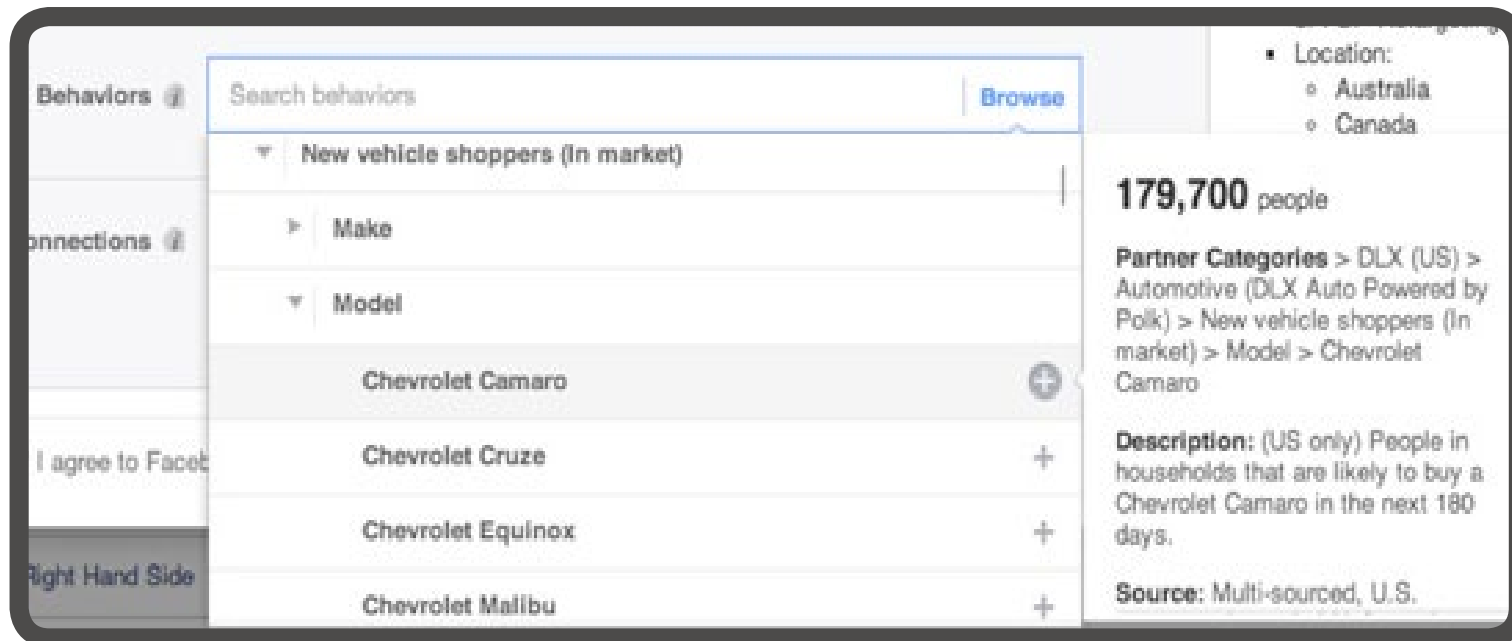 Location:
Australia
Canada
Behaviors
Search behaviors
Browse
New vehicle shoppers (In market)
Make
onnections
Model
Chevrolet Camaro
Chevrolet Cruze
I agree to Faceb
Chevrolet Equinox
Right Hand Side
Chevrolet Malibu
179,700 people
Partner Categories > DLX (US) >
Automotive (DLX Auto Powered by
Polk) > New vehicle shoppers (In
market) > Model > Chevrolet
Camaro
Description: (US only) People in
households that are likely to buy a
Chevrolet Camaro in the next 180
days.
Source: Multi-sourced, U.S.